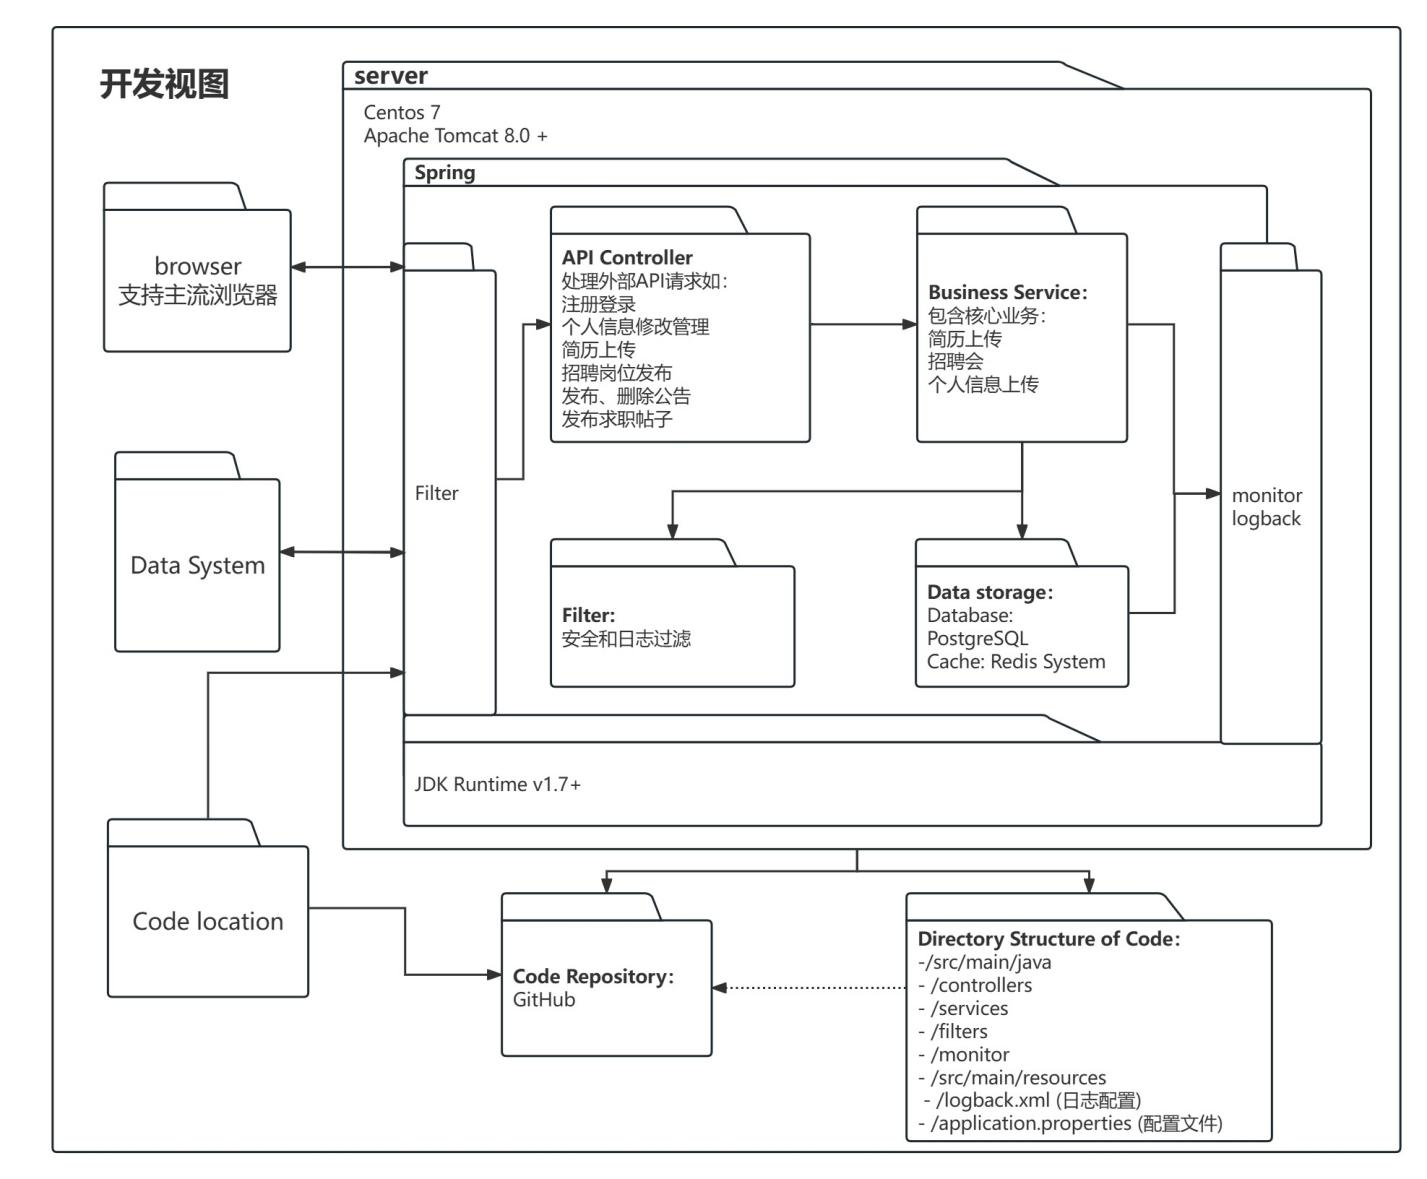 开发视图
server
Centos 7
Apache Tomcat 8.0 +
Spring
browser
支持主流浏览器
API Controller
处理外部API请求如:
注册登录
个人信息修改管理
简历上传
招聘岗位发布
发布、删除公告
发布求职帖子
Business Service:
包含核心业务:
简历上传
招聘会
个人信息上传
Filter
monitor
logback
Data System
Filter:
安全和日志过滤
Data storage:
Database:
PostgreSQL
Cache: Redis System
JDK Runtime v1.7+
Code location
Code Repository:
GitHub
Directory Structure of Code:
-/src/main/java
- /controllers
- /services
- /filters
- /monitor
- /src/main/resources
- /logback.xml (日志配置)
- /application.properties (配置文件)